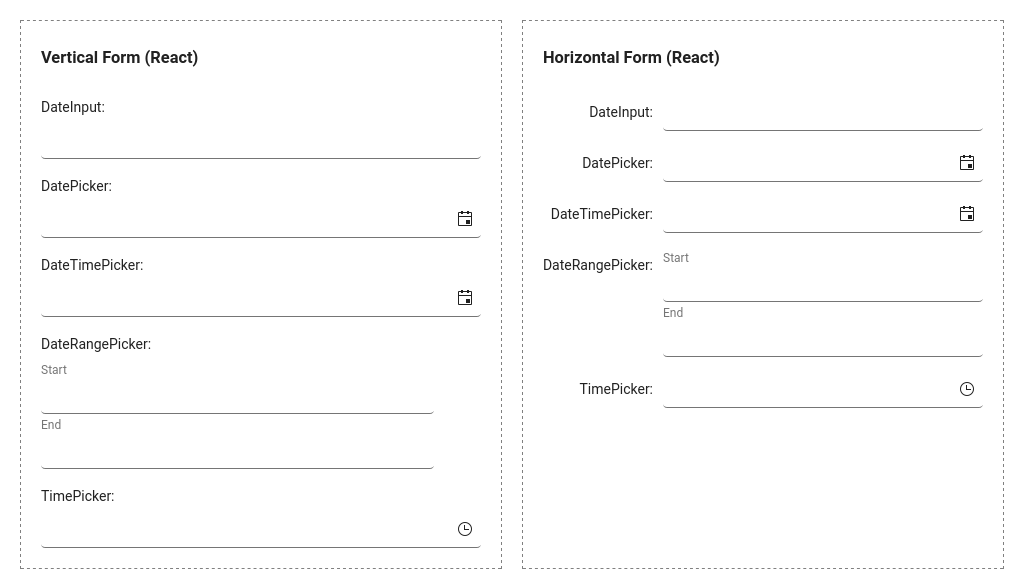 Vertical Form (React)
DateInput:
DatePicker:
DateTimePicker:
DateRangePicker:
Start
End
TimePicker:
Horizontal Form (React)
DateInput:
DatePicker:
DateTimePicker:
DateRangePicker:
Start
End
TimePicker: